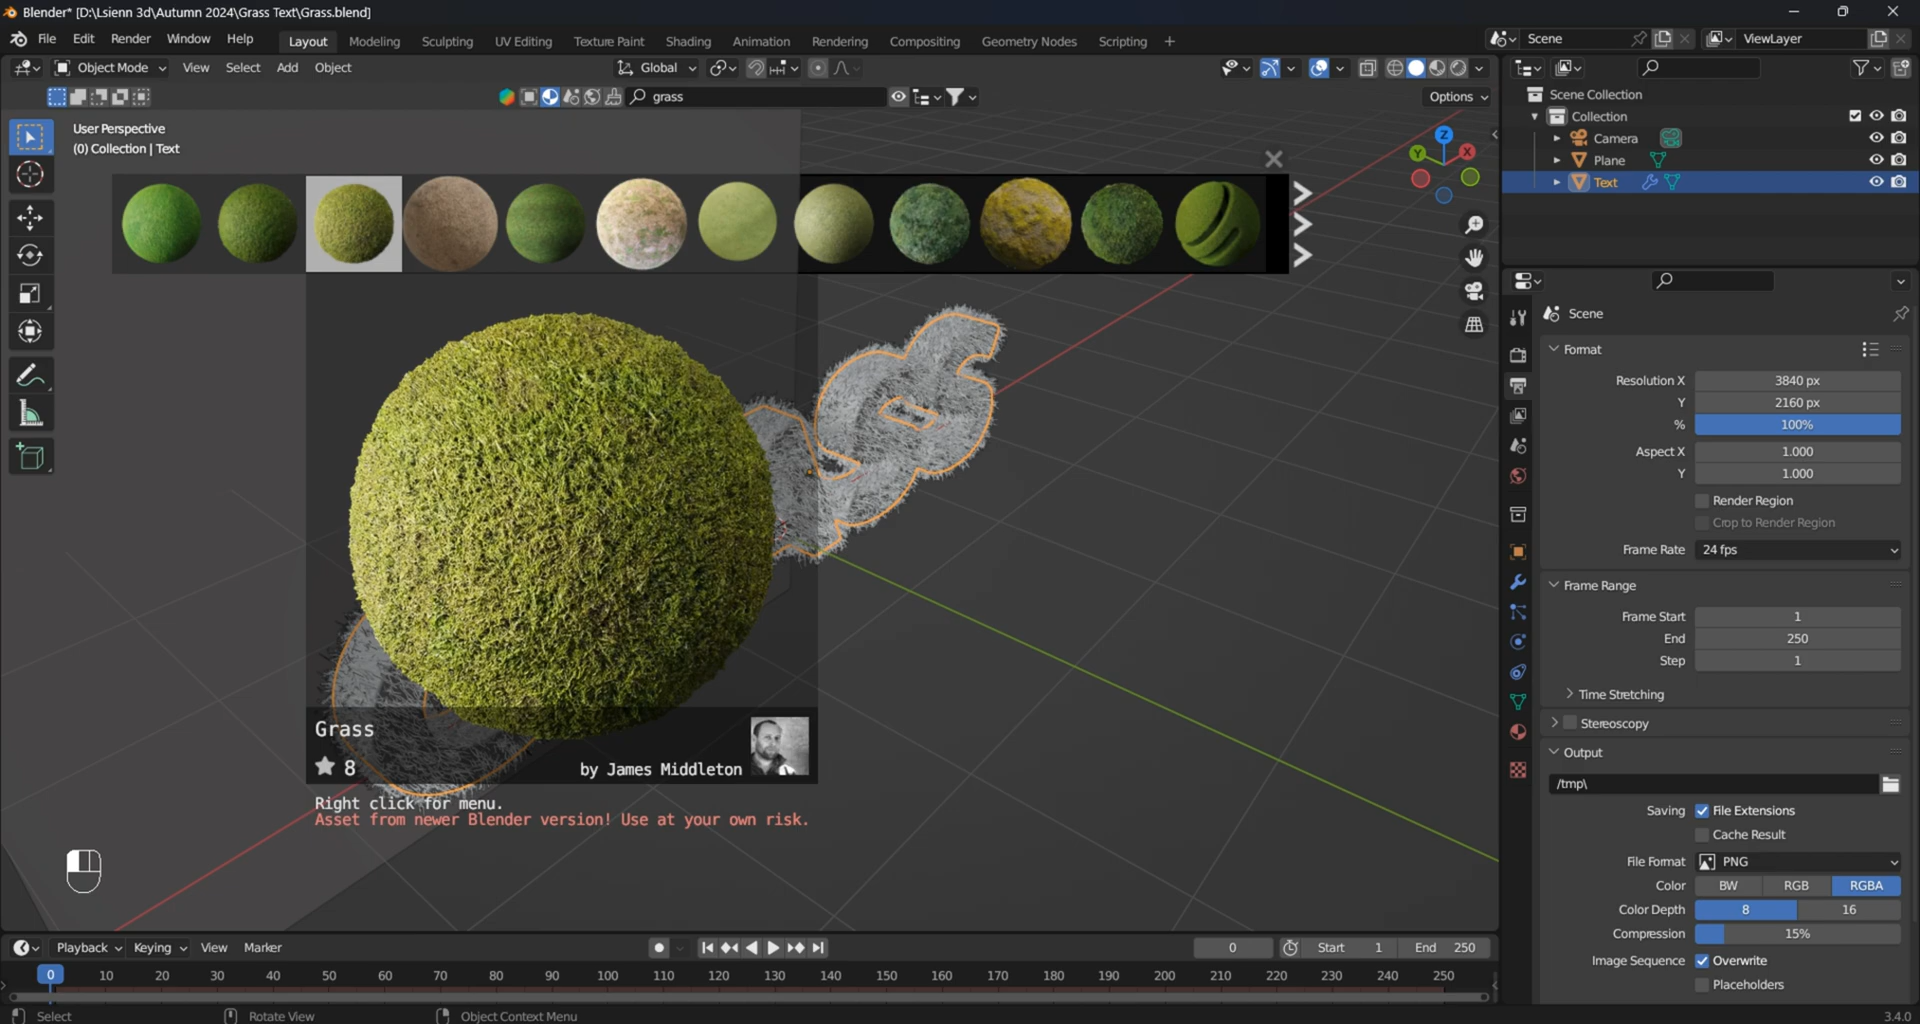 Blender* [D:\Lsienn 3d\Autumn 2024\Grass Text\Grass.blend]
File Edit Render Window Help Layout Modeling Sculpting UV Editing Texture Paint Shading Animation Rendering Compositing Geometry Nodes Scripting + Scene ViewLayer
Object Mode View Select Add Object Global
grass Options
User Perspective
(0) Collection | Text
Z
Y
X
Grass
8
by James Middleton
Right click for menu.
Asset from newer Blender version! Use at your own risk.
Scene Collection
Collection
Camera
Plane
Text
Scene
Format
Resolution X 3840 px
Y 2160 px
% 100%
Aspect X 1.000
Y 1.000
Render Region
Crop to Render Region
Frame Rate 24 fps
Frame Range
Frame Start 1
End 250
Step 1
Time Stretching
Stereoscopy
Output
/tmp\
Saving File Extensions
Cache Result
File Format PNG
Color BW RGB RGBA
Color Depth 8 16
Compression 15%
Image Sequence Overwrite
Placeholders
Playback Keying View Marker 0 Start 1 End 250
0 10 20 30 40 50 60 70 80 90 100 110 120 130 140 150 160 170 180 190 200 210 220 230 240 250
Select Rotate View Object Context Menu 3.4.0